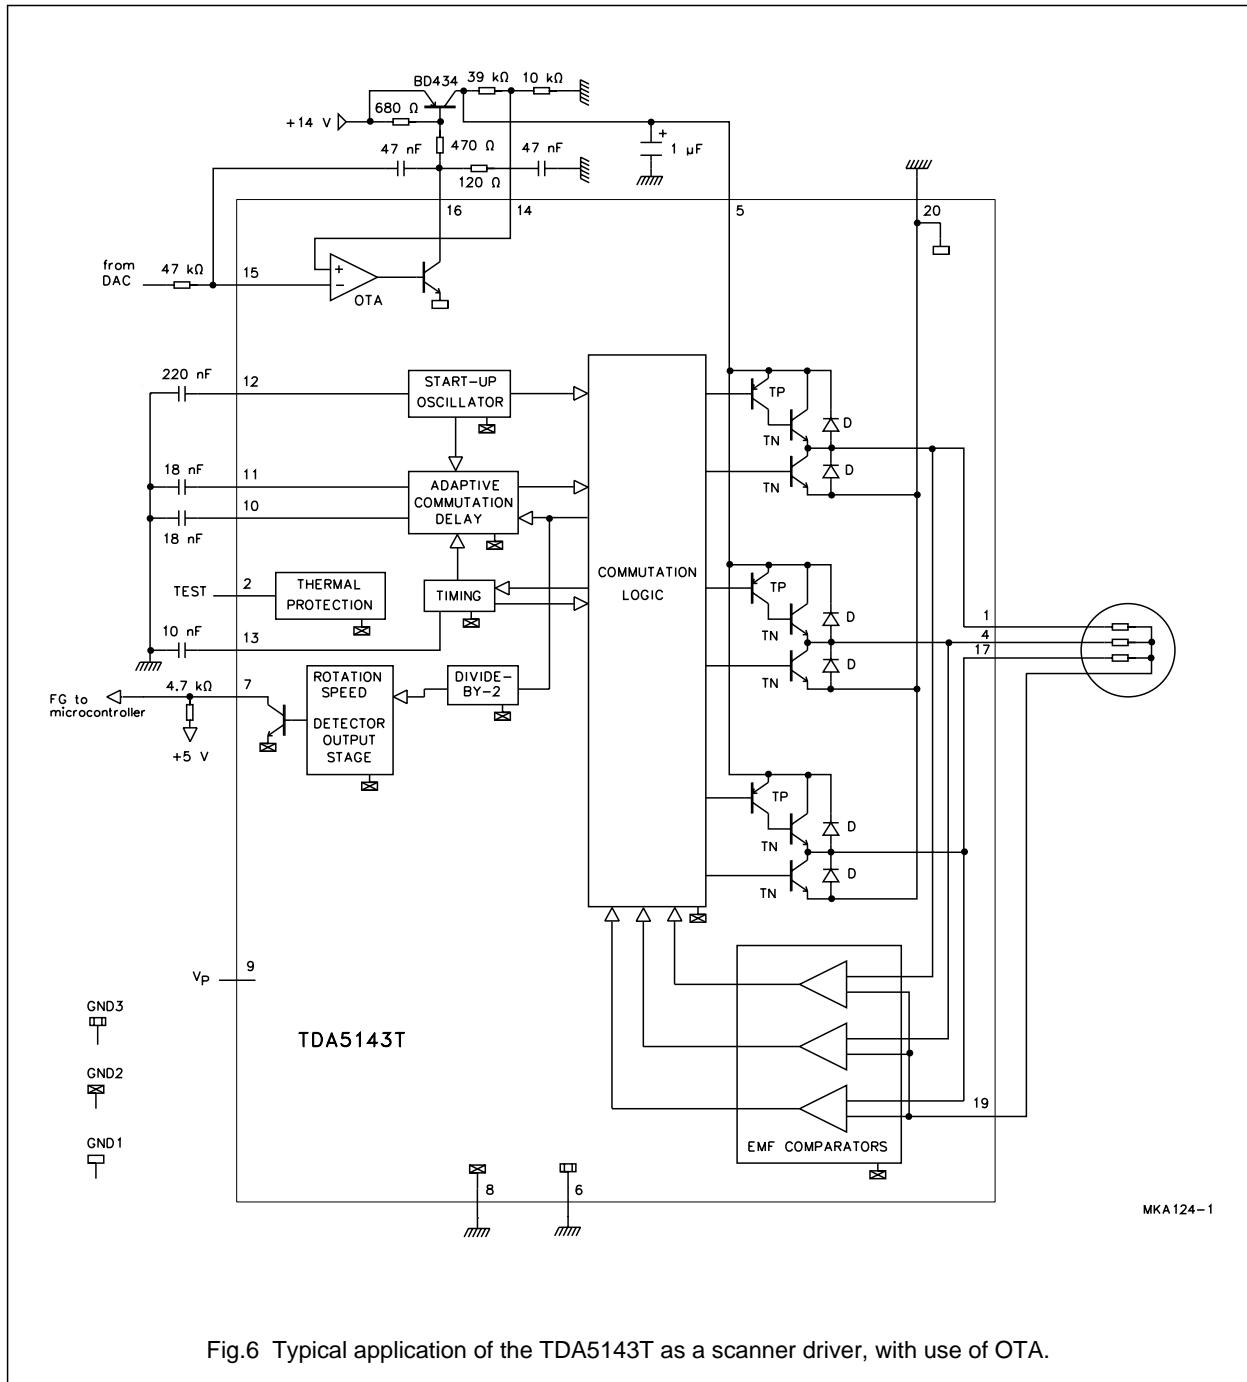 BD434
39 kΩ
10 kΩ
680 Ω
+14 V
470 Ω
47 nF
47 nF
120 Ω
+
1 µF
16
14
5
20
from
DAC
47 kΩ
15
+
−
OTA
220 nF
12
START-UP
OSCILLATOR
TP
TN
D
TN
D
18 nF
11
ADAPTIVE
COMMUTATION
DELAY
10
18 nF
COMMUTATION
LOGIC
TEST
2
THERMAL
PROTECTION
TIMING
TP
TN
D
TN
D
1
4
17
10 nF
13
4.7 kΩ
7
FG to
microcontroller
+5 V
ROTATION
SPEED
DETECTOR
OUTPUT
STAGE
DIVIDE-
BY-2
TP
TN
D
TN
D
VP
9
GND3
TDA5143T
GND2
GND1
19
EMF COMPARATORS
8
6
MKA124-1
Fig.6 Typical application of the TDA5143T as a scanner driver, with use of OTA.